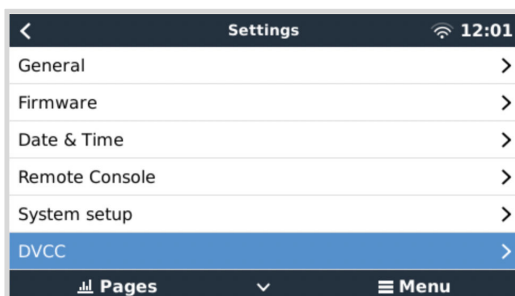 Settings 12:01
General
Firmware
Date & Time
Remote Console
System setup
DVCC
Pages Menu